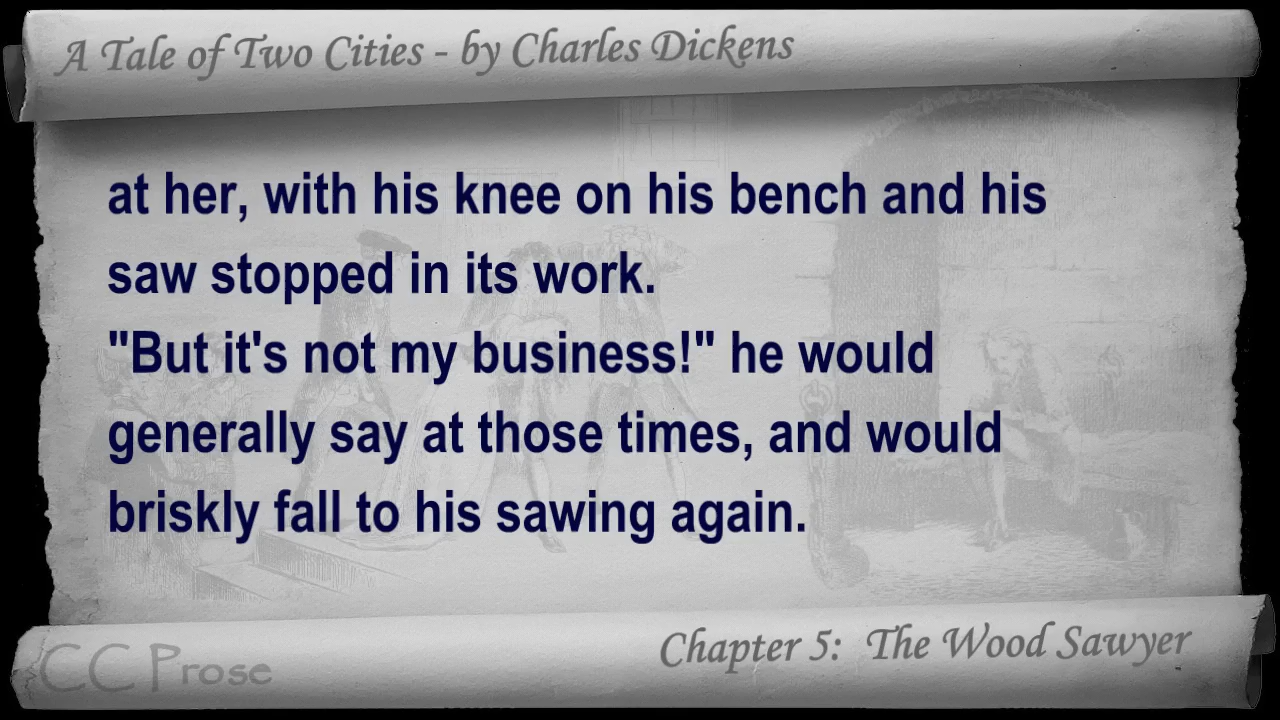 A Tale of Two Cities - by Charles Dickens
at her, with his knee on his bench and his
saw stopped in its work.
"But it's not my business!" he would
generally say at those times, and would
briskly fall to his sawing again.
Chapter 5: The Wood Sawyer
CC Prose